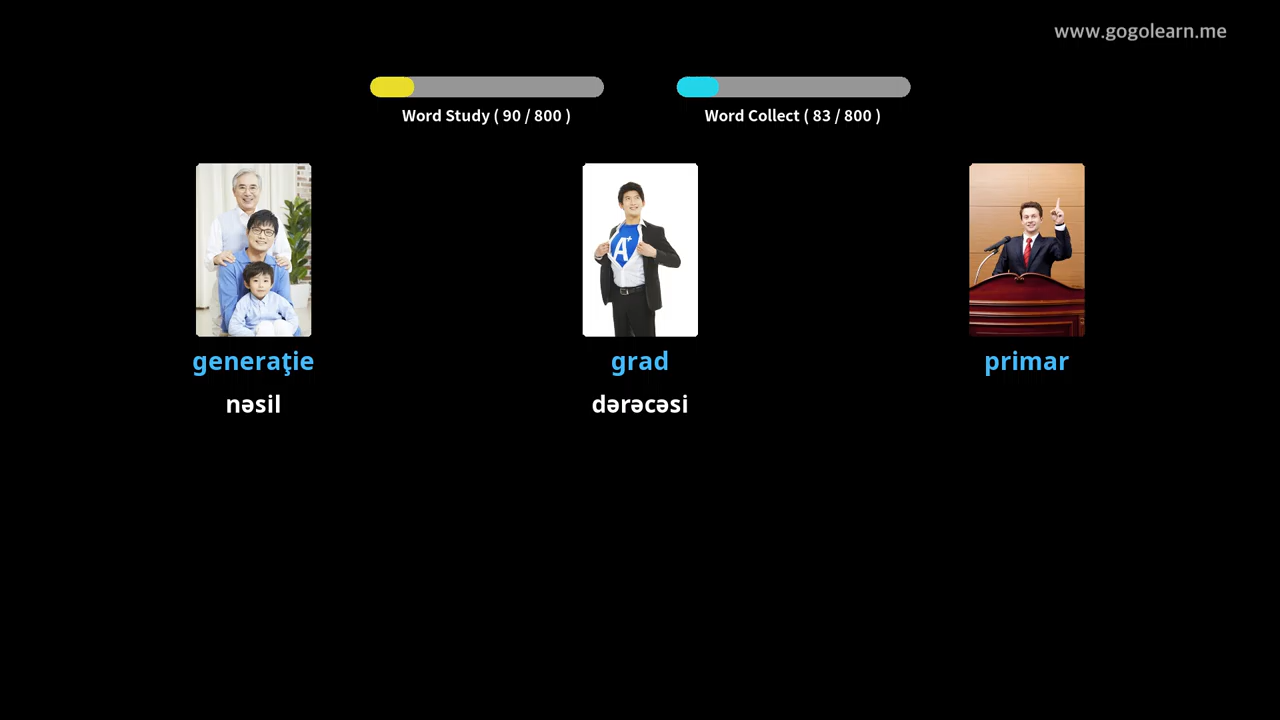 www.gogolearn.me
Word Study ( 90 / 800 )
Word Collect ( 83 / 800 )
A+
generaţie
grad
primar
nəsil
dərəcəsi